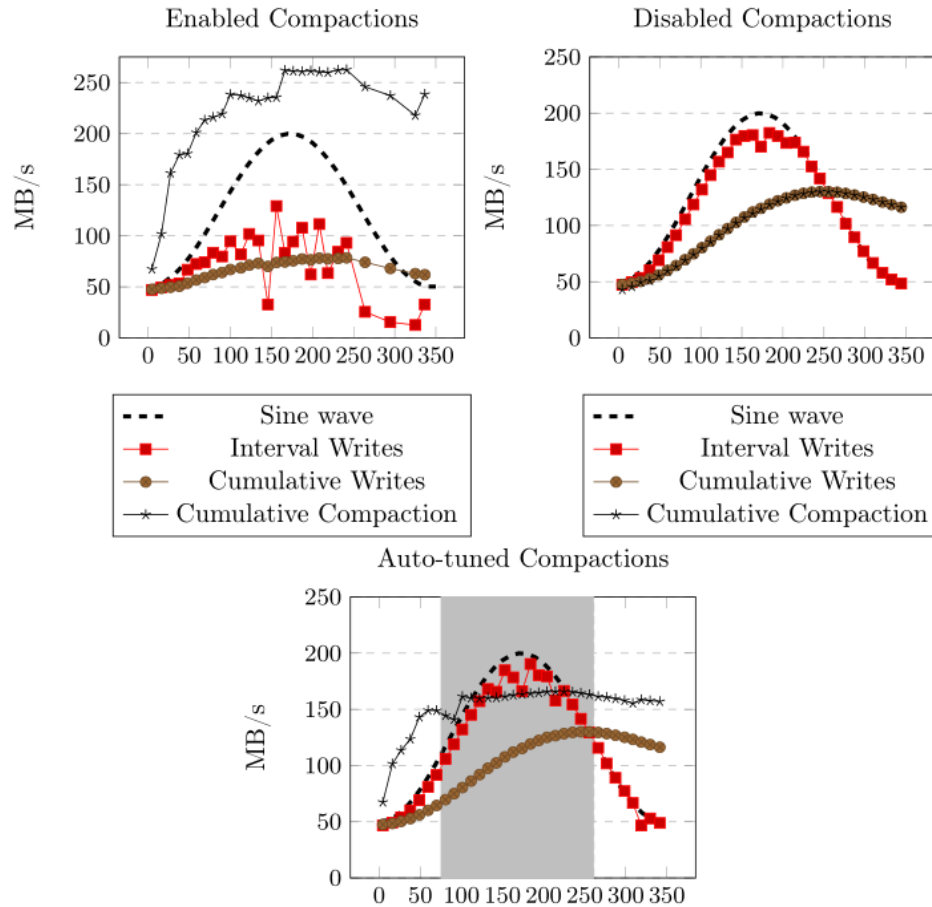 Enabled Compactions
MB/s
250
200
150
100
50
0
0 50 100 150 200 250 300 350
Disabled Compactions
MB/s
250
200
150
100
50
0
0 50 100 150 200 250 300 350
Sine wave
Interval Writes
Cumulative Writes
Cumulative Compaction
Sine wave
Interval Writes
Cumulative Writes
Cumulative Compaction
Auto-tuned Compactions
MB/s
250
200
150
100
50
0
0 50 100 150 200 250 300 350